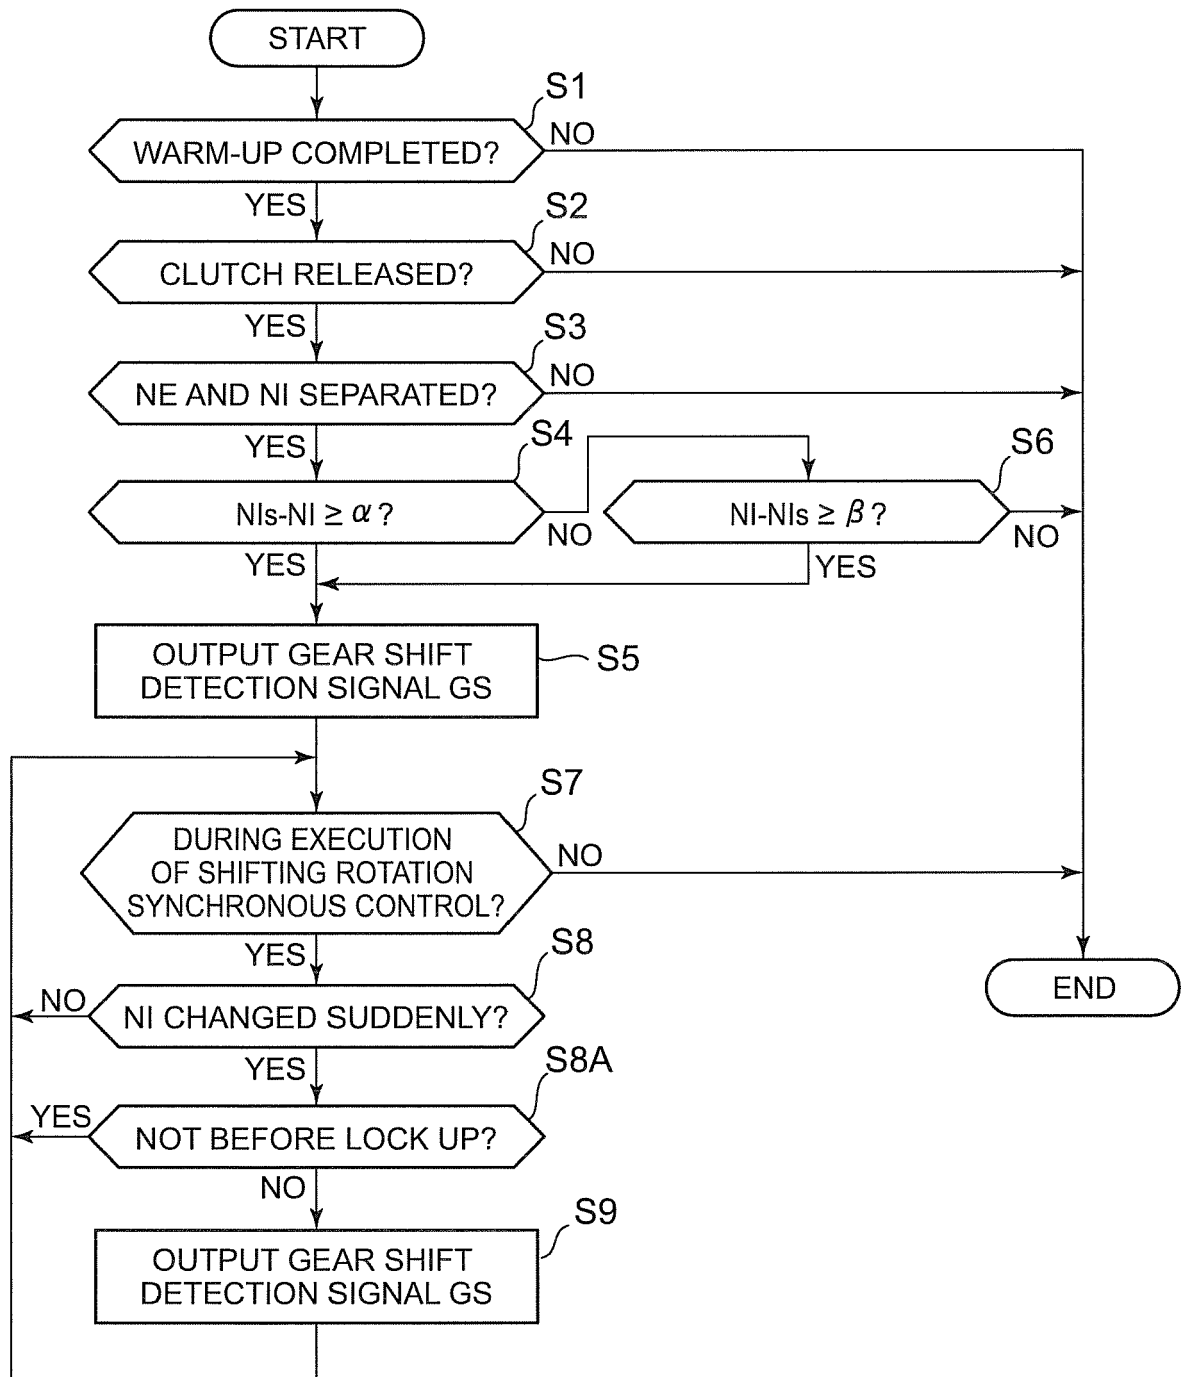 START
S1
WARM-UP COMPLETED?
NO
YES
S2
CLUTCH RELEASED?
NO
YES
S3
NE AND NI SEPARATED?
NO
YES
S4
NIs-NI ≥ α ?
NO
YES
S6
NI-NIs ≥ β ?
NO
YES
OUTPUT GEAR SHIFT
DETECTION SIGNAL GS
S5
S7
DURING EXECUTION
OF SHIFTING ROTATION
SYNCHRONOUS CONTROL?
NO
YES
S8
NI CHANGED SUDDENLY?
NO
YES
S8A
NOT BEFORE LOCK UP?
YES
NO
S9
OUTPUT GEAR SHIFT
DETECTION SIGNAL GS
END